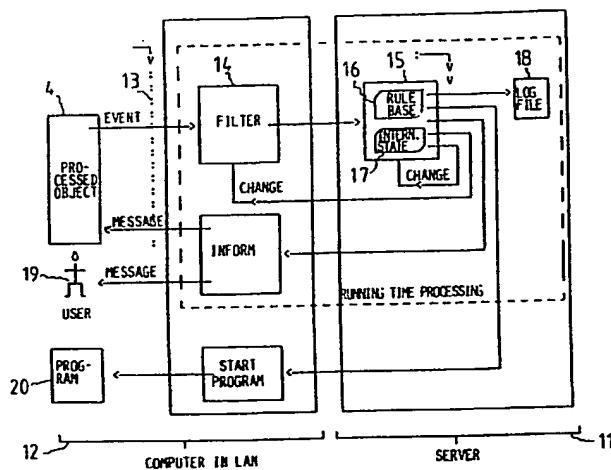 13
4
14
16
15
18
EVENT
FILTER
RULE
BASE
LOG
FILE
PRO-
CESSED
OBJECT
INTERN.
STATE
17
CHANGE
CHANGE
MESSAGE
INFORM
19
MESSAGE
USER
RUNNING TIME PROCESSING
PROG-
RAM
20
START
PROGRAM
12
COMPUTER IN LAN
SERVER
11